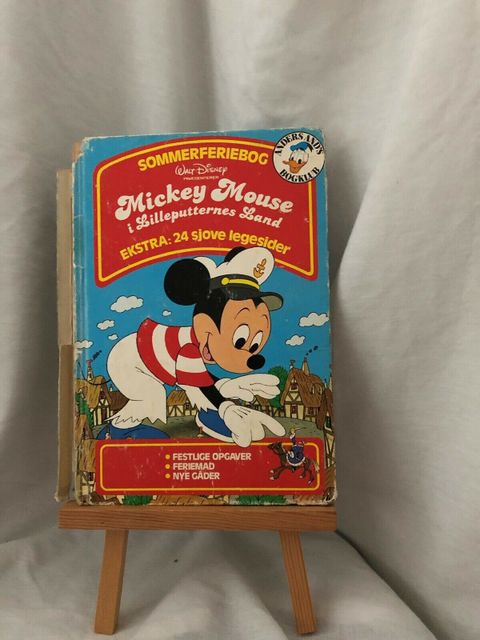 SOMMERFERIEBOG
ANDERS AND'S
BOGKLUB
WALT DISNEY
PRÆSENTERER
Mickey Mouse
i Lilleputternes Land
EKSTRA: 24 sjove legesider
• FESTLIGE OPGAVER
• FERIEMAD
• NYE GÅDER